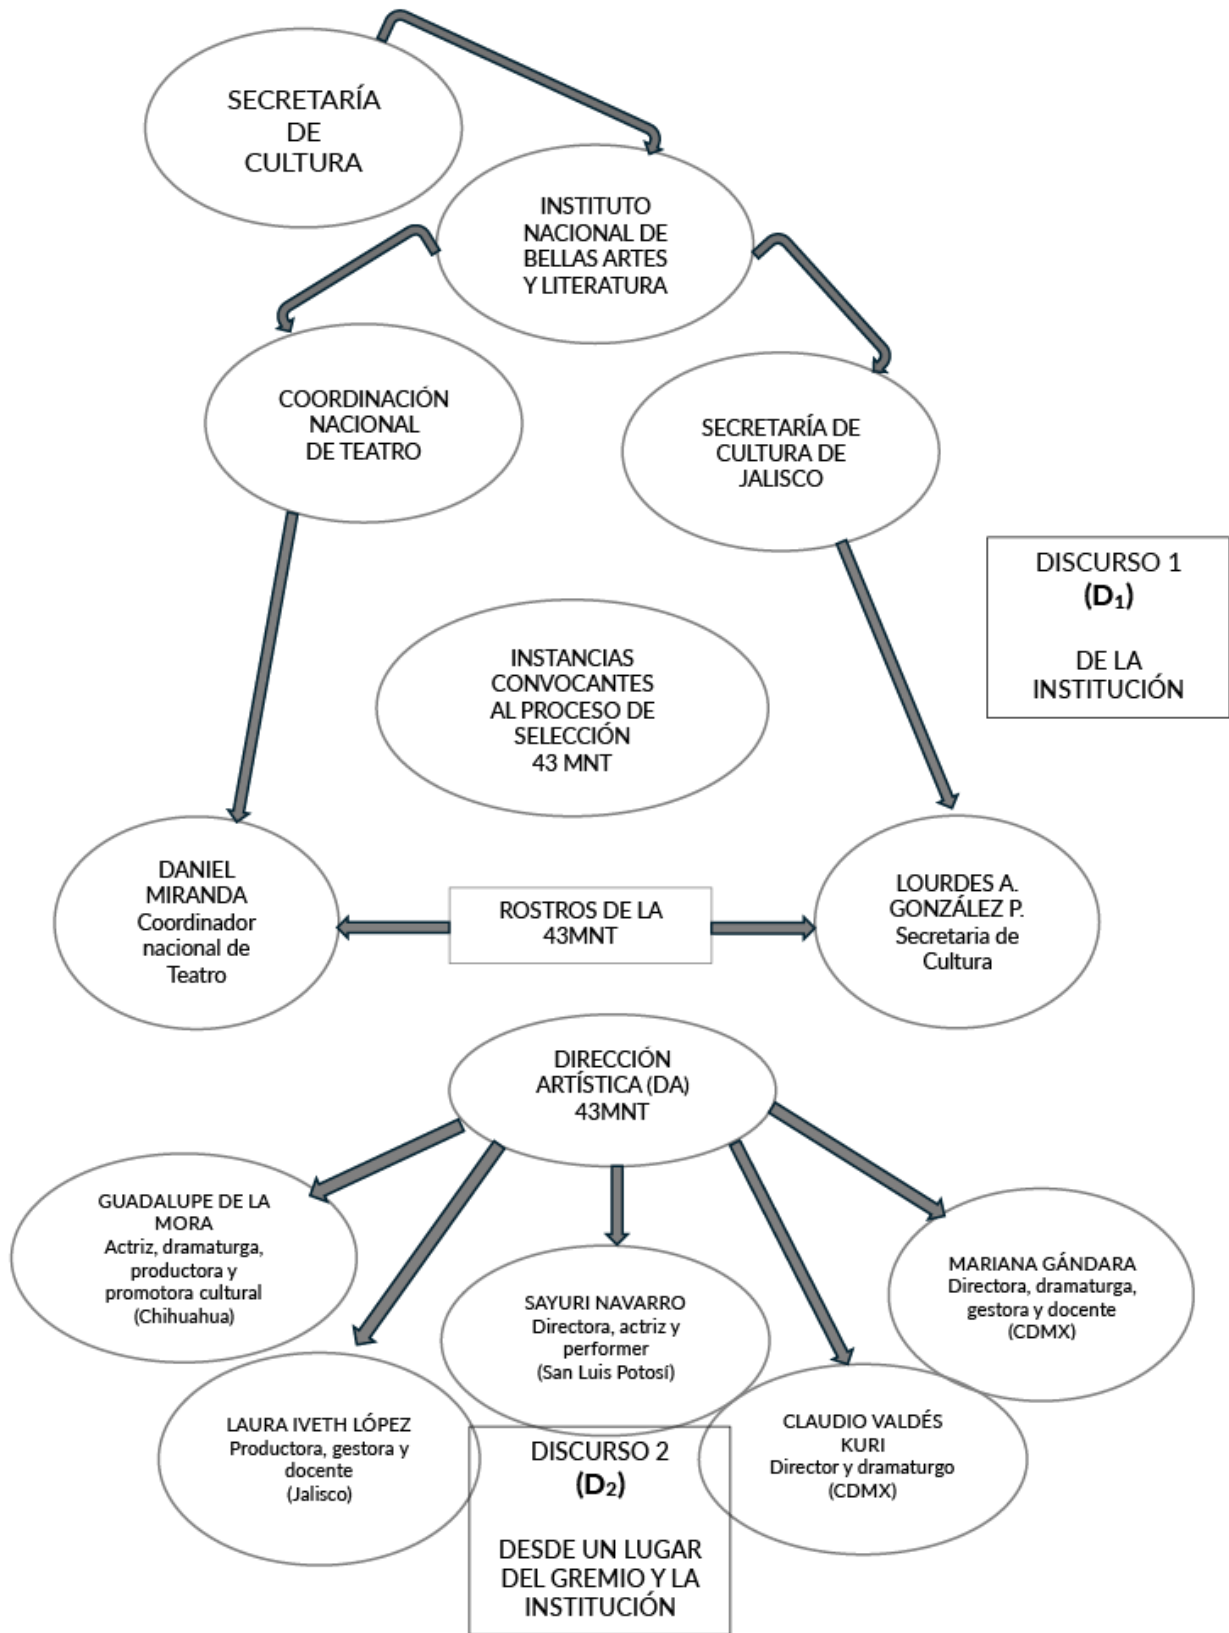 SECRETARÍA
DE
CULTURA
INSTITUTO
NACIONAL DE
BELLAS ARTES
Y LITERATURA
COORDINACIÓN
NACIONAL
DE TEATRO
SECRETARÍA DE
CULTURA DE
JALISCO
DISCURSO 1
(D₁)
DE LA
INSTITUCIÓN
INSTANCIAS
CONVOCANTES
AL PROCESO DE
SELECCIÓN
43 MNT
DANIEL
MIRANDA
Coordinador
nacional de
Teatro
ROSTROS DE LA
43MNT
LOURDES A.
GONZÁLEZ P.
Secretaria de
Cultura
DIRECCIÓN
ARTÍSTICA (DA)
43MNT
GUADALUPE DE LA
MORA
Actriz, dramaturga,
productora y
promotora cultural
(Chihuahua)
SAYURI NAVARRO
Directora, actriz y
performer
(San Luis Potosí)
MARIANA GÁNDARA
Directora, dramaturga,
gestora y docente
(CDMX)
LAURA IVETH LÓPEZ
Productora, gestora y
docente
(Jalisco)
CLAUDIO VALDÉS
KURI
Director y dramaturgo
(CDMX)
DISCURSO 2
(D₂)
DESDE UN LUGAR
DEL GREMIO Y LA
INSTITUCIÓN